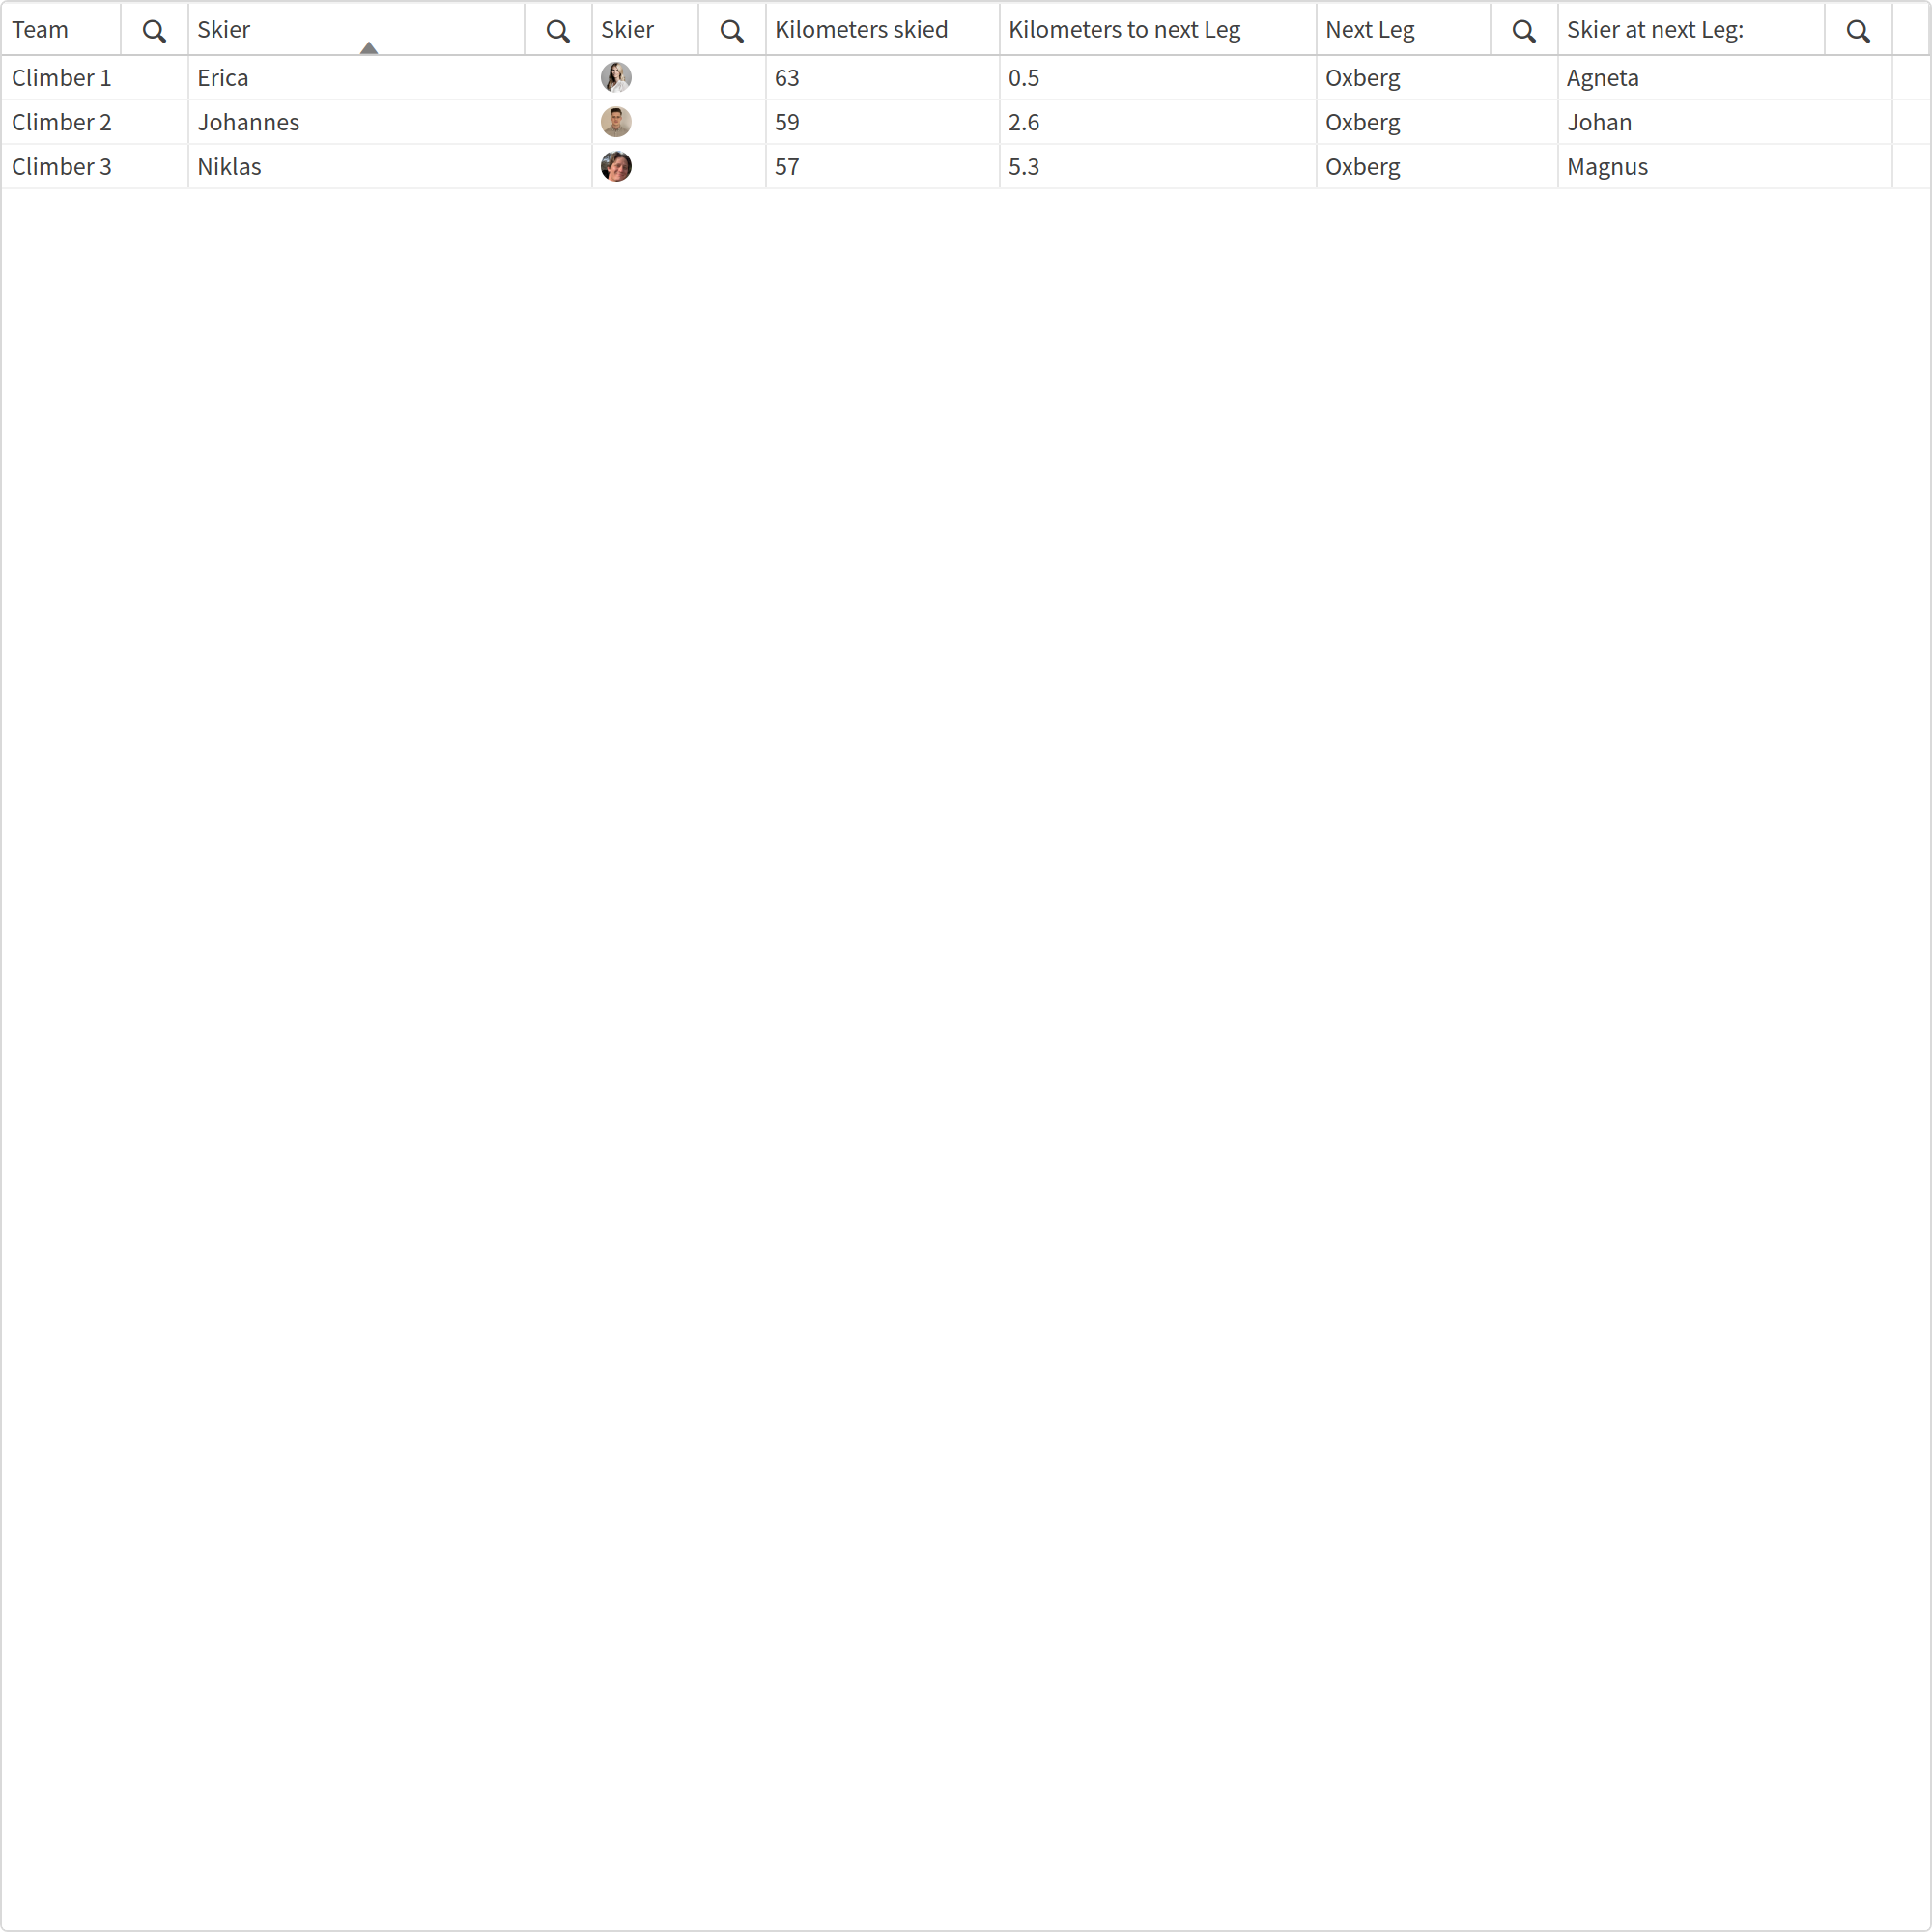 Team Skier Skier Kilometers skied Kilometers to next Leg Next Leg Skier at next Leg:
Climber 1 Erica 63 0.5 Oxberg Agneta
Climber 2 Johannes 59 2.6 Oxberg Johan
Climber 3 Niklas 57 5.3 Oxberg Magnus